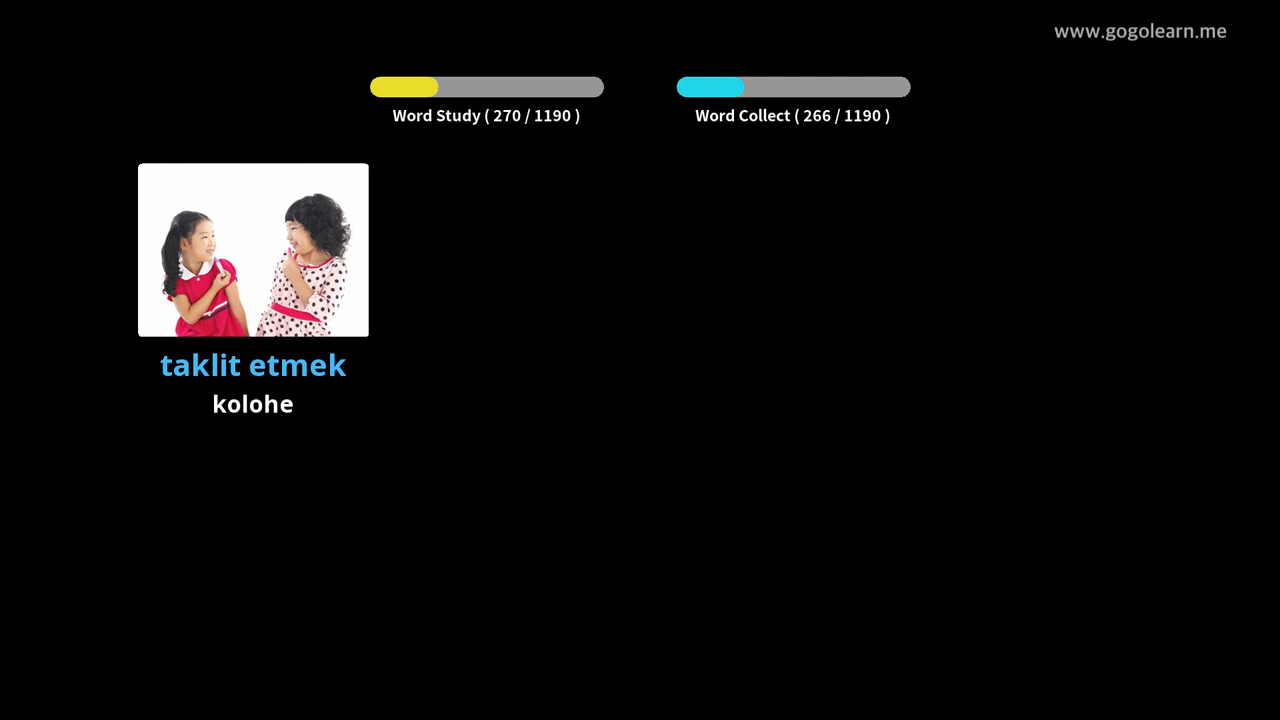 www.gogolearn.me
Word Study ( 270 / 1190 )
Word Collect ( 266 / 1190 )
taklit etmek
kolohe